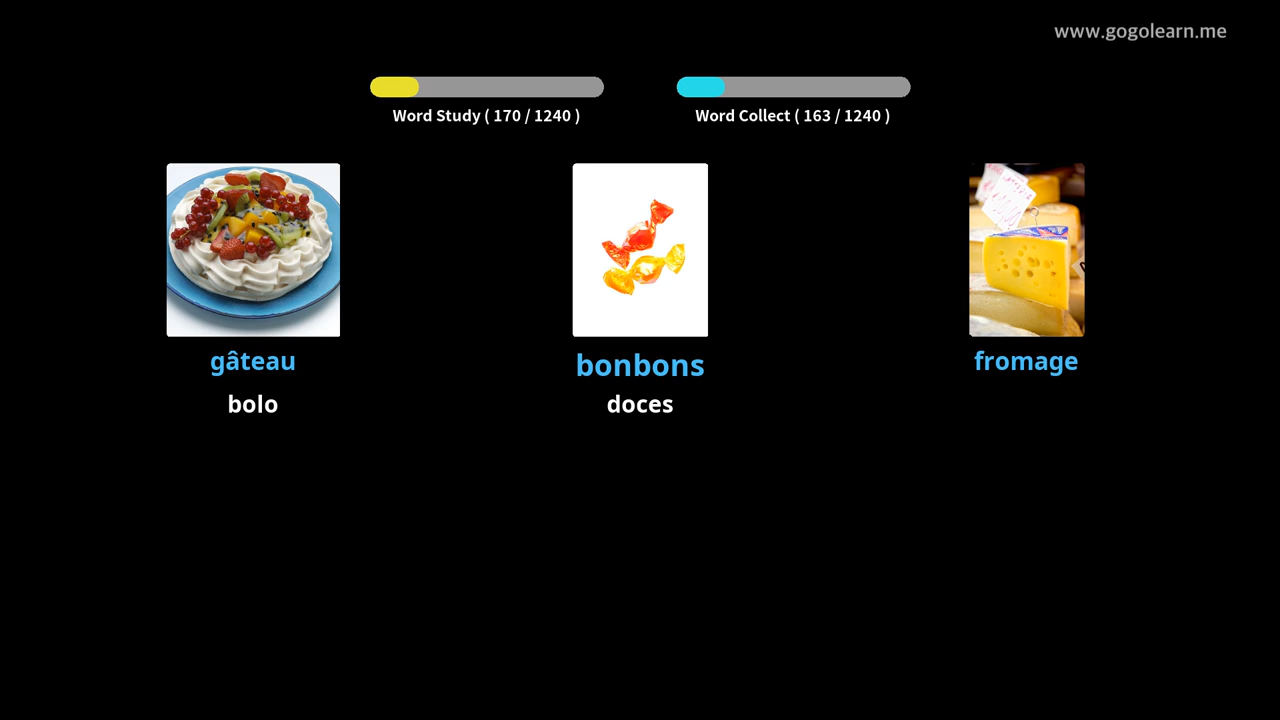 www.gogolearn.me
Word Study ( 170 / 1240 )
Word Collect ( 163 / 1240 )
gâteau
bonbons
fromage
bolo
doces